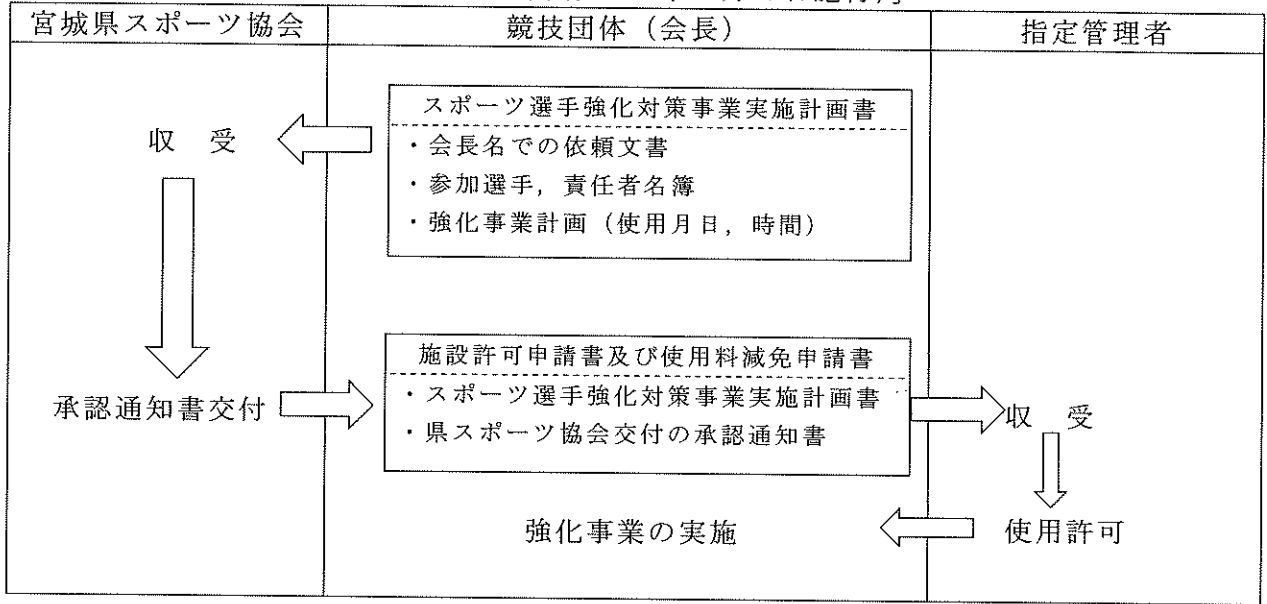 宮城県スポーツ協会
競技団体（会長）
指定管理者
スポーツ選手強化対策事業実施計画書
・会長名での依頼文書
・参加選手，責任者名簿
・強化事業計画（使用月日，時間）
収　受
承認通知書交付
施設許可申請書及び使用料減免申請書
・スポーツ選手強化対策事業実施計画書
・県スポーツ協会交付の承認通知書
収　受
使用許可
強化事業の実施